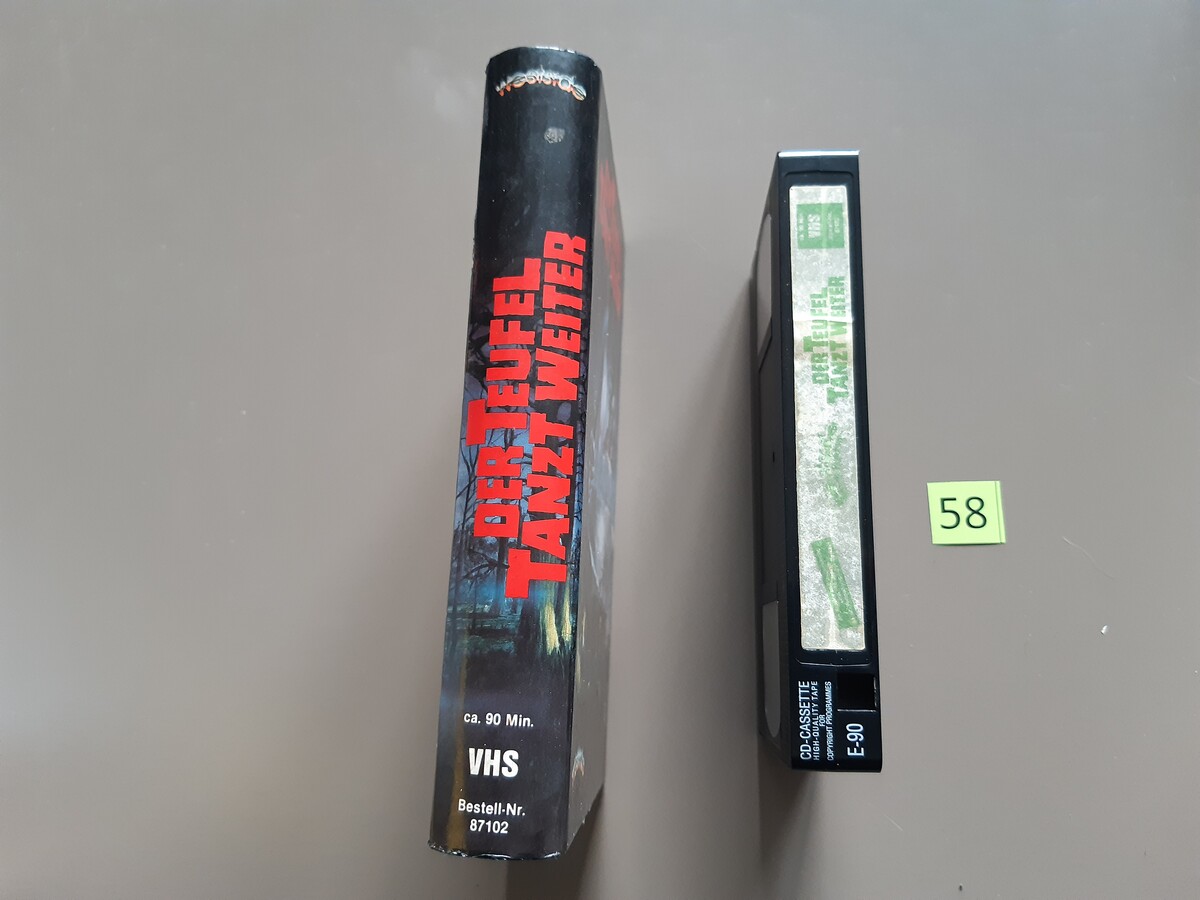 Westside
DER TEUFEL
TANZT WEITER
ca. 90 Min.
VHS
Bestell-Nr.
87102
VHS
DER TEUFEL
TANZT WEITER
CD-CASSETTE
HIGH-QUALITY TAPE
FOR
COPYRIGHT PROGRAMMES
E-90
58